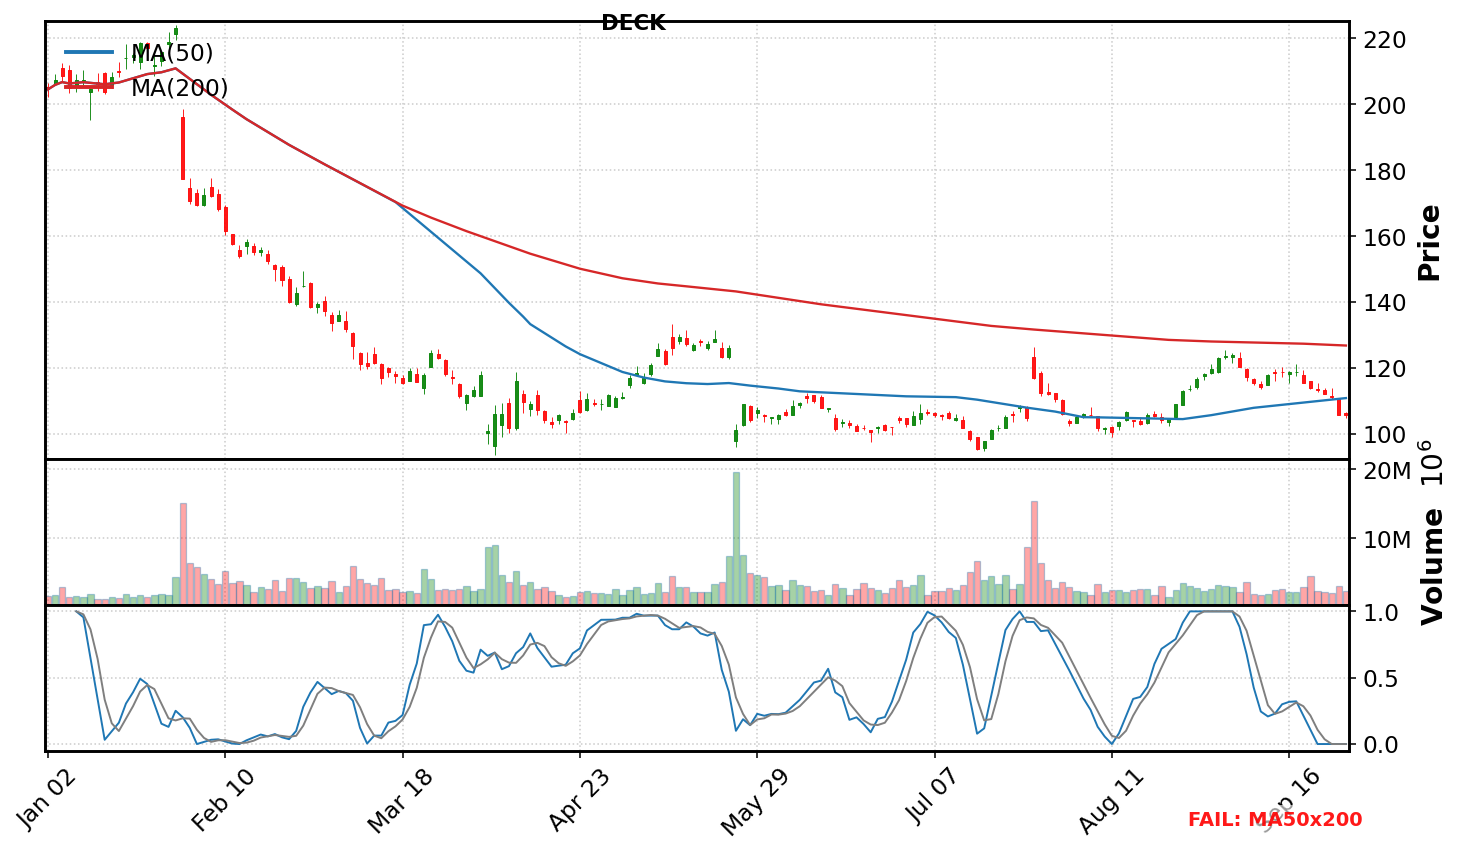 DECK
MA(50)
MA(200)
220
200
180
160
140
120
100
Price
20M
10M
Volume 10^6
1.0
0.5
0.0
Jan 02
Feb 10
Mar 18
Apr 23
May 29
Jul 07
Aug 11
Sep 16
FAIL: MA50x200